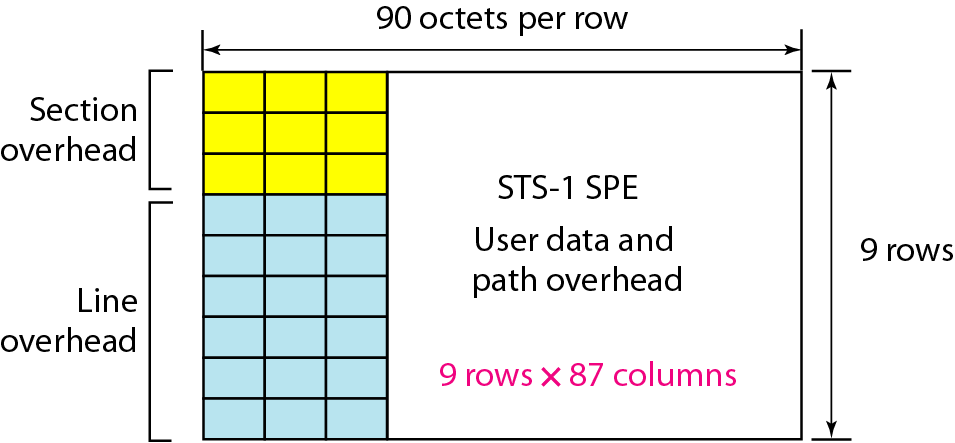 90 octets per row
Section
overhead
STS-1 SPE
User data and
path overhead
9 rows
Line
overhead
9 rows × 87 columns